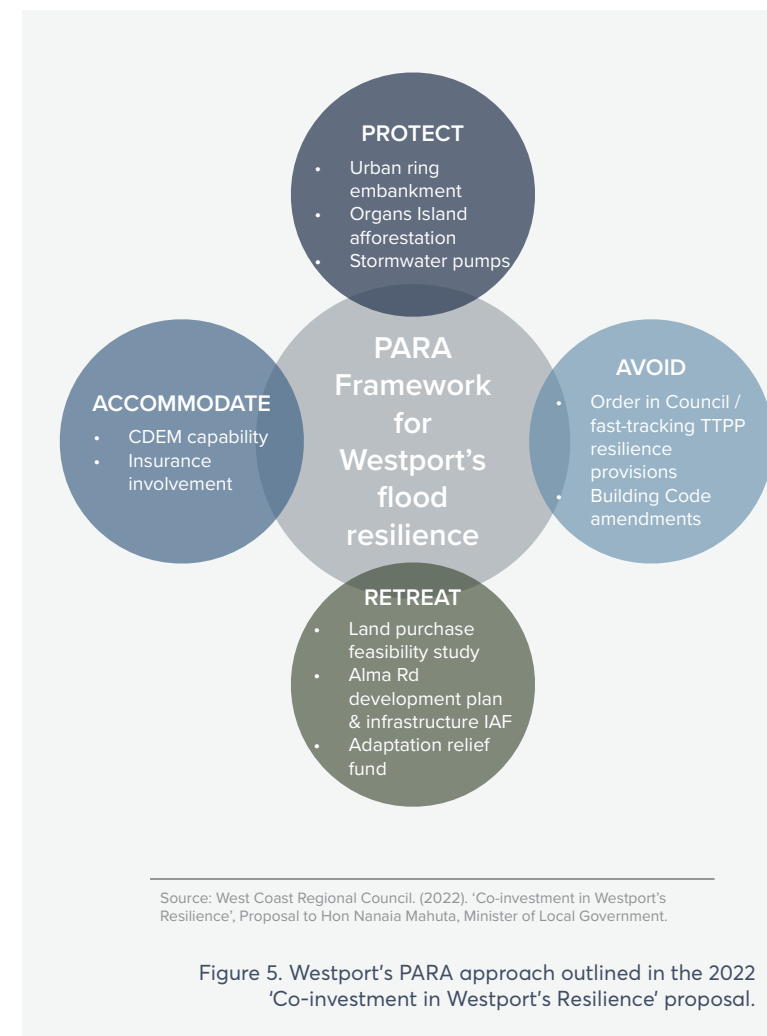 PROTECT
• Urban ring
embankment
• Organs Island
afforestation
• Stormwater pumps
PARA
Framework
for
Westport's
flood
resilience
ACCOMMODATE
• CDEM capability
• Insurance
involvement
AVOID
• Order in Council /
fast-tracking TTPP
resilience
provisions
• Building Code
amendments
RETREAT
• Land purchase
feasibility study
• Alma Rd
development plan
& infrastructure IAF
• Adaptation relief
fund
Source: West Coast Regional Council. (2022). 'Co-investment in Westport's
Resilience', Proposal to Hon Nanaia Mahuta, Minister of Local Government.
Figure 5. Westport's PARA approach outlined in the 2022
'Co-investment in Westport's Resilience' proposal.